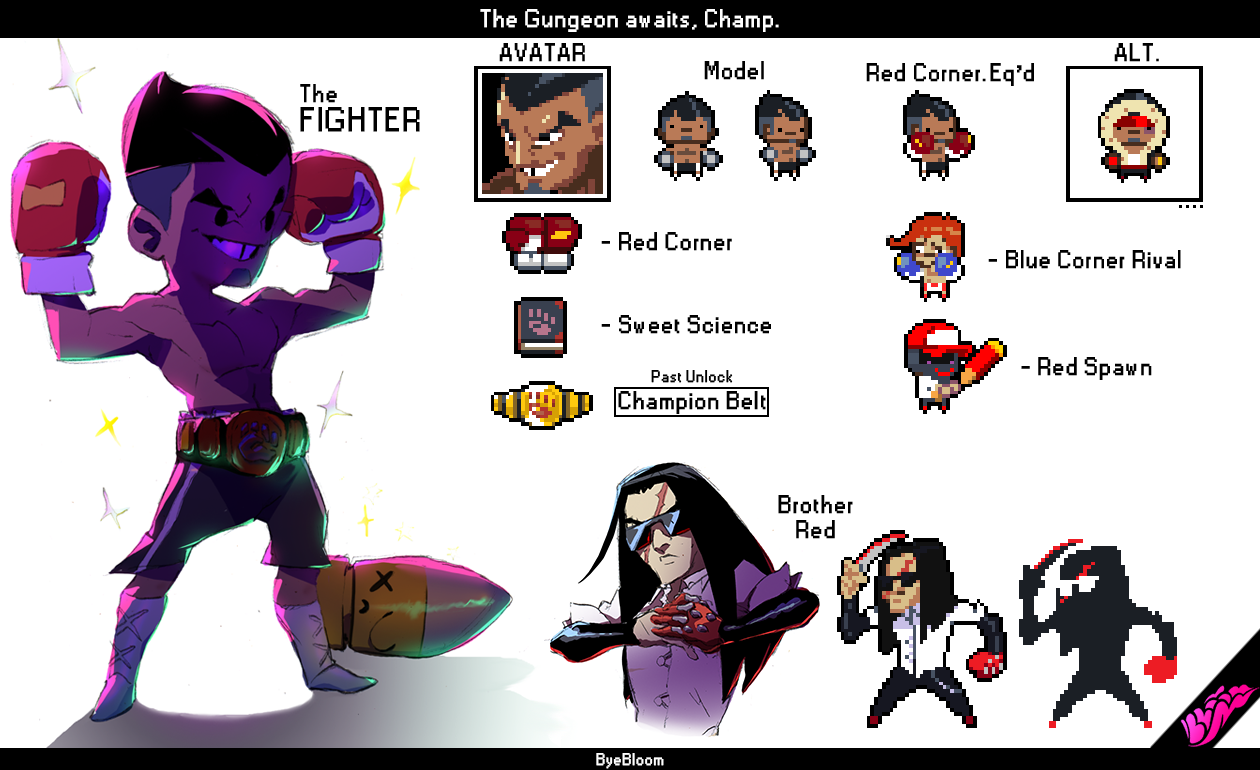 The Gungeon awaits, Champ.
The
FIGHTER
AVATAR
Model
Red Corner.Eq'd
ALT.
....
- Red Corner
- Blue Corner Rival
- Sweet Science
- Red Spawn
Past Unlock
Champion Belt
Brother
Red
ByeBloom